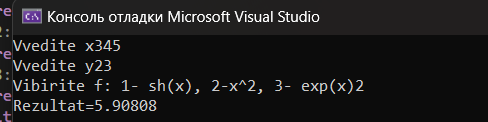 Консоль отладки Microsoft Visual Studio
Vvedite x345
Vvedite y23
Vibirite f: 1- sh(x), 2-x^2, 3- exp(x)2
Rezultat=5.90808